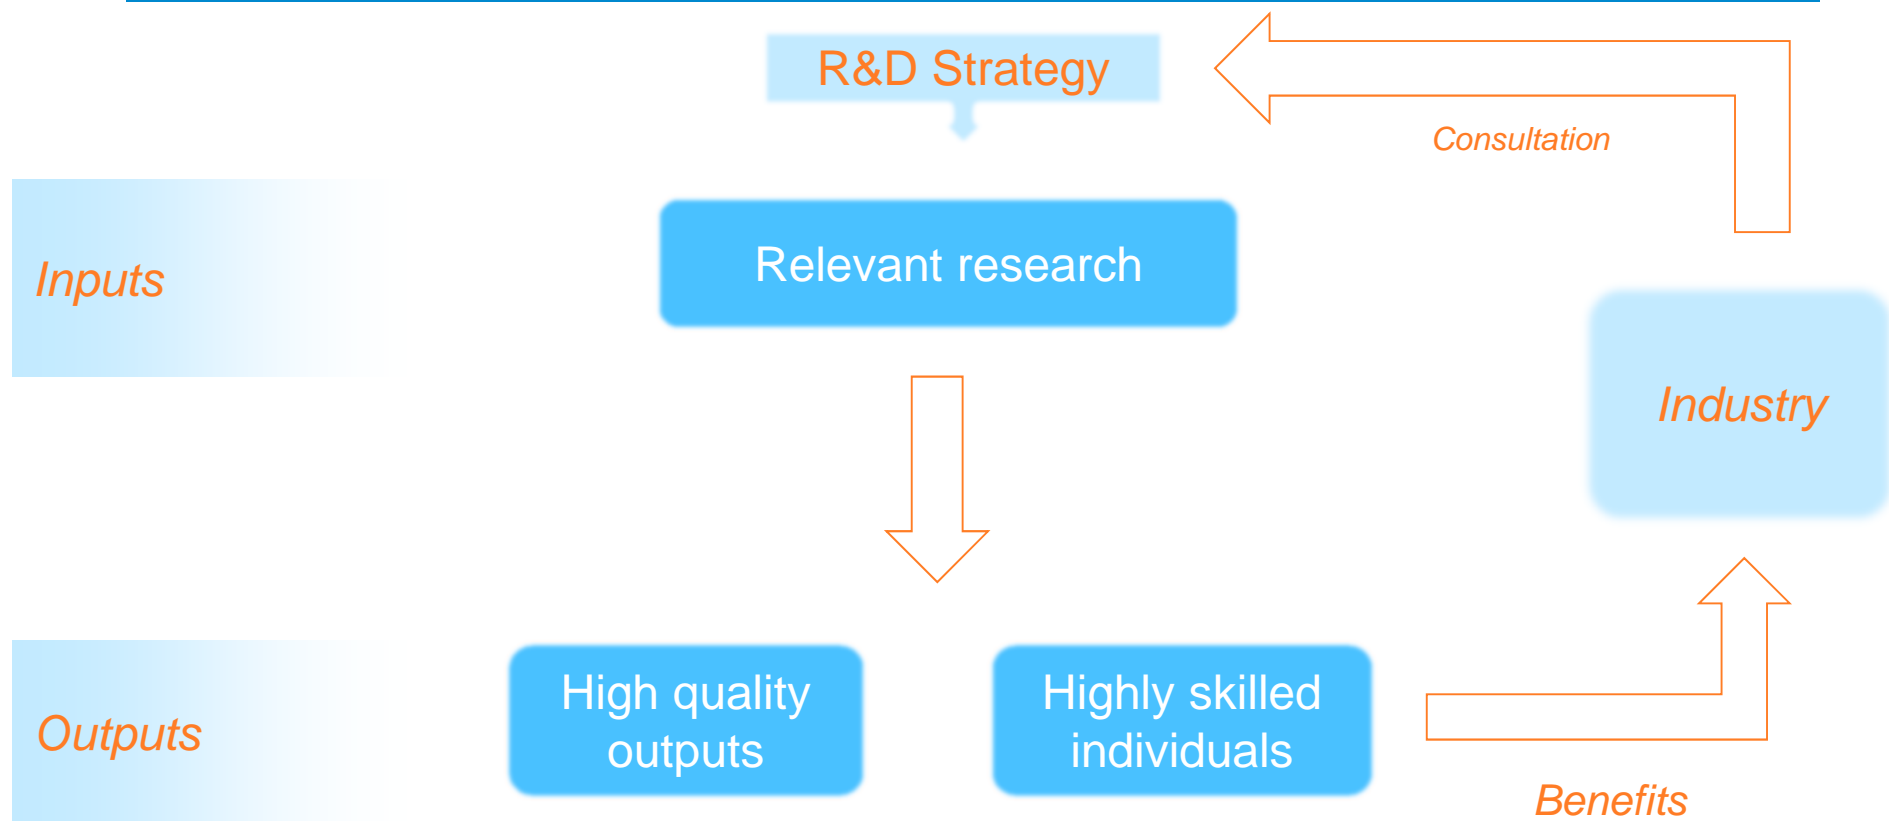 R&D Strategy
Consultation
Inputs
Relevant research
Industry
Outputs
High quality
outputs
Highly skilled
individuals
Benefits